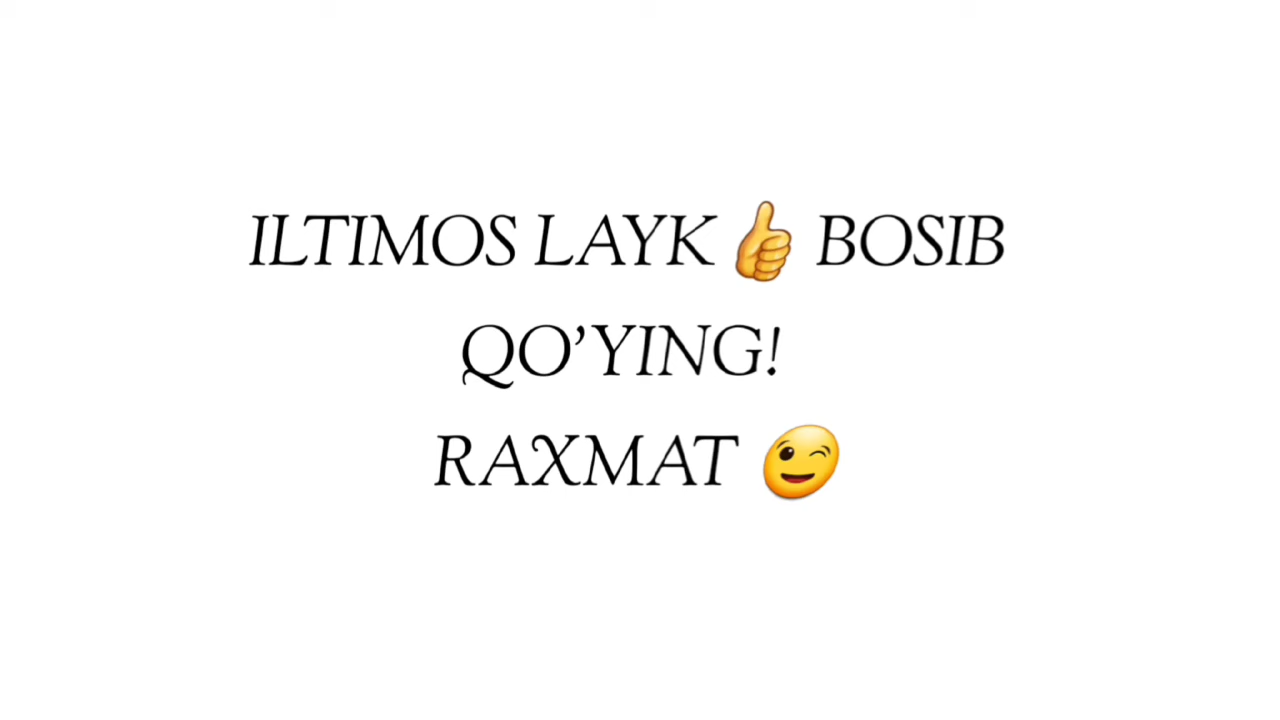 ILTIMOS LAYK 👍 BOSIB
QO’YING!
RAXMAT 😉